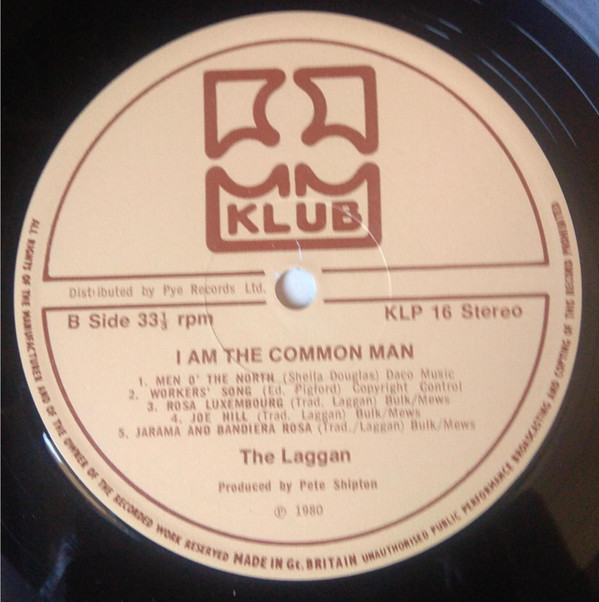 KLUB
Distributed by Pye Records Ltd.
B Side 33⅓ rpm
KLP 16 Stereo
I AM THE COMMON MAN
1. MEN O' THE NORTH (Sheila Douglas) Daco Music
2. WORKERS' SONG (Ed. Pigford) Copyright Control
3. ROSA LUXEMBOURG (Trad. Laggan) Bulk/Mews
4. JOE HILL (Trad. Laggan) Bulk/Mews
5. JARAMA AND BANDIERA ROSA (Trad./Laggan) Bulk/Mews
The Laggan
Produced by Pete Shipton
℗ 1980
ALL RIGHTS OF THE MANUFACTURER AND OF THE OWNER OF THE RECORDED WORK RESERVED MADE IN Gt. BRITAIN UNAUTHORISED PUBLIC PERFORMANCE BROADCASTING AND COPYING OF THIS RECORD PROHIBITED